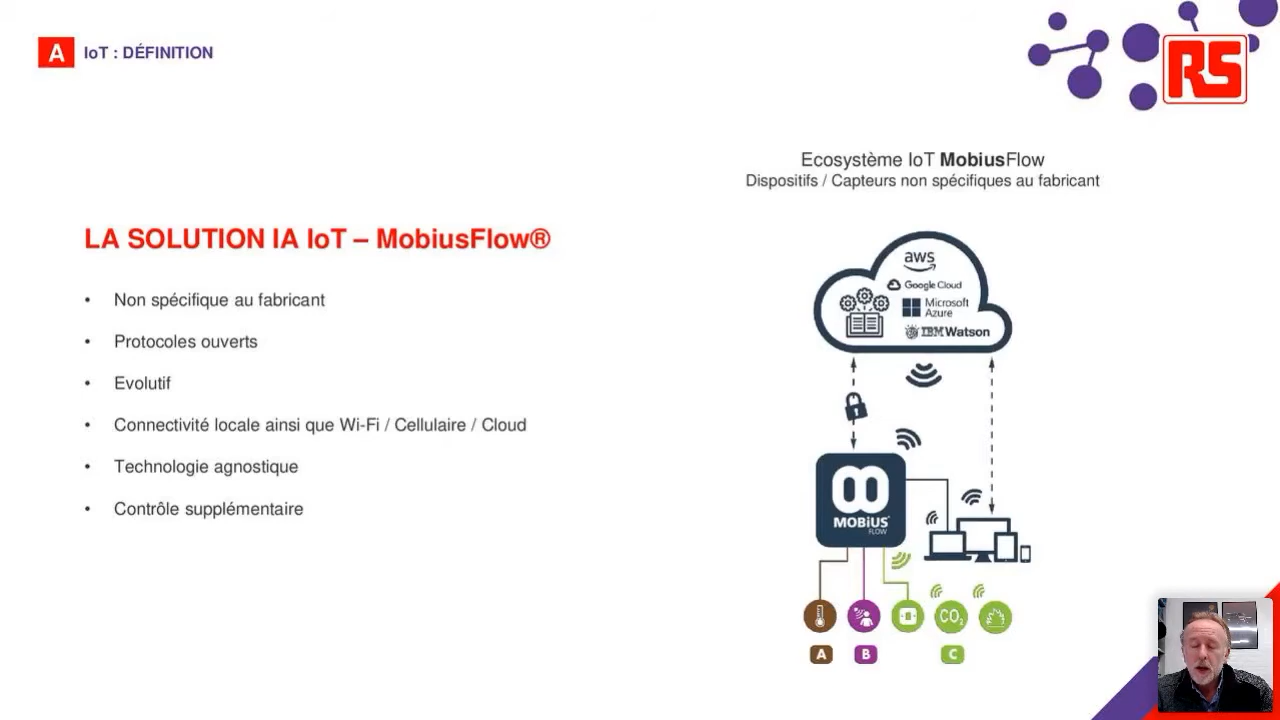 A IoT : DÉFINITION
RS
Ecosystème IoT MobiusFlow
Dispositifs / Capteurs non spécifiques au fabricant
LA SOLUTION IA IoT – MobiusFlow®
• Non spécifique au fabricant
• Protocoles ouverts
• Evolutif
• Connectivité locale ainsi que Wi-Fi / Cellulaire / Cloud
• Technologie agnostique
• Contrôle supplémentaire
aws
Google Cloud
Microsoft
Azure
IBM Watson
MOBiUS
FLOW
CO2
A B C